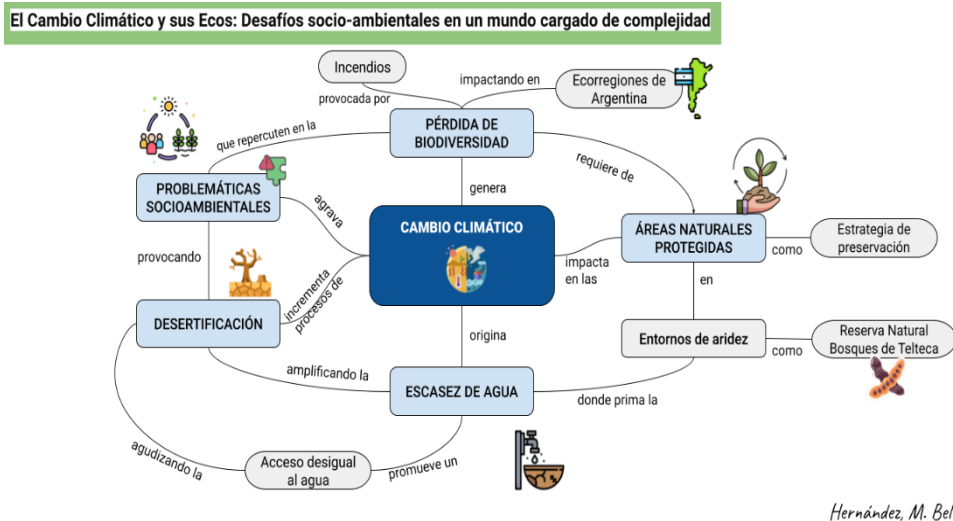 El Cambio Climático y sus Ecos: Desafíos socio-ambientales en un mundo cargado de complejidad
Incendios
impactando en
Ecorregiones de
Argentina
provocada por
PÉRDIDA DE
BIODIVERSIDAD
que repercuten en la
requiere de
genera
PROBLEMÁTICAS
SOCIOAMBIENTALES
agrava
CAMBIO CLIMÁTICO
ÁREAS NATURALES
PROTEGIDAS
como
Estrategia de
preservación
provocando
impacta
en las
en
incrementa
procesos de
DESERTIFICACIÓN
origina
Entornos de aridez
como
Reserva Natural
Bosques de Telteca
amplificando la
ESCASEZ DE AGUA
donde prima la
agudizando la
Acceso desigual
al agua
promueve un
Hernández, M. Bel